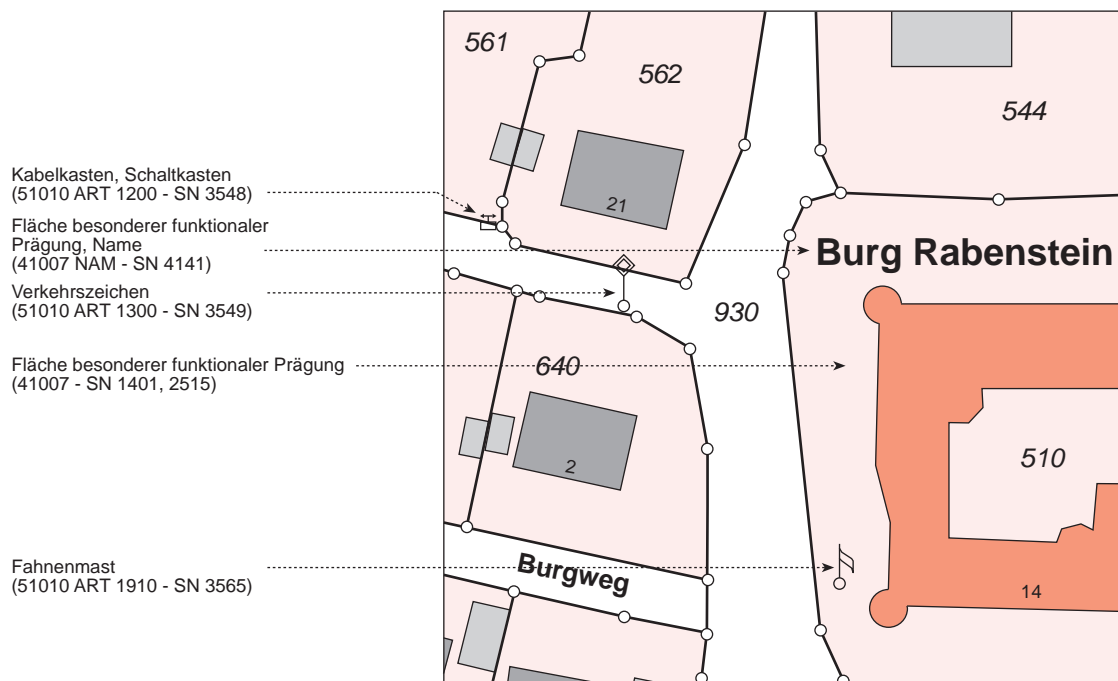 561
562
544
Kabelkasten, Schaltkasten
(51010 ART 1200 - SN 3548)
21
Fläche besonderer funktionaler
Prägung, Name
(41007 NAM - SN 4141)
Burg Rabenstein
Verkehrszeichen
(51010 ART 1300 - SN 3549)
930
Fläche besonderer funktionaler Prägung
(41007 - SN 1401, 2515)
640
2
510
Fahnenmast
(51010 ART 1910 - SN 3565)
Burgweg
14